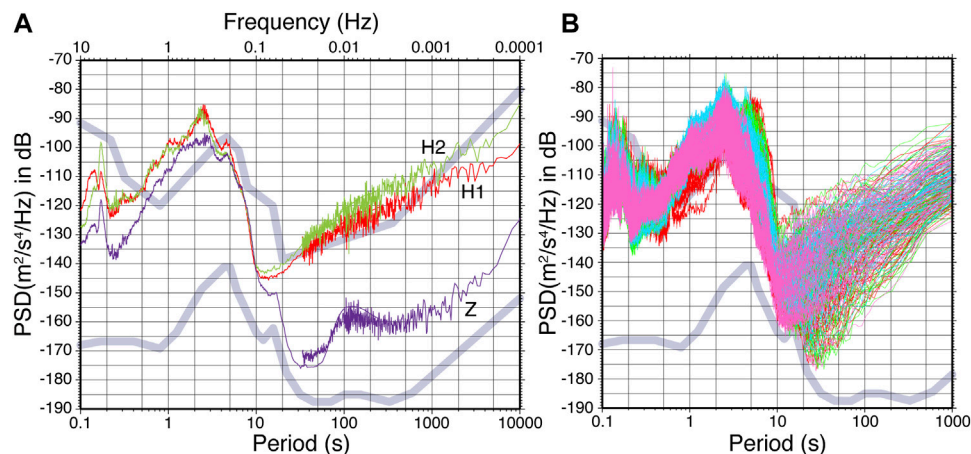 A
Frequency (Hz)
10 1 0.1 0.01 0.001 0.0001
-70
-80
-90
-100
-110
-120
-130
-140
-150
-160
-170
-180
-190
PSD(m²/s⁴/Hz) in dB
H2
H1
Z
0.1 1 10 100 1000 10000
Period (s)
B
-70
-80
-90
-100
-110
-120
-130
-140
-150
-160
-170
-180
-190
PSD(m²/s⁴/Hz) in dB
0.1 1 10 100 1000
Period (s)